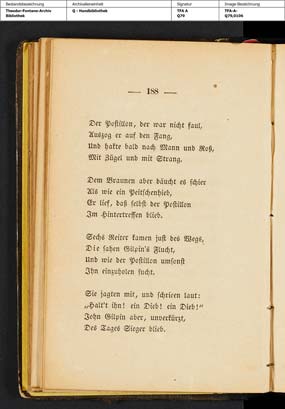 Bestandsbezeichnung
Archivalieneinheit
Signatur
Image-Bezeichnung
Theodor-Fontane-Archiv
Bibliothek
Q - Handbibliothek
TFA A
Q79
TFA-A-
Q79,0106
— 188 —
Der Postillon, der war nicht faul,
Auszog er auf den Fang,
Und hakte bald nach Mann und Roß,
Mit Zügel und mit Strang.
Dem Braunen aber däucht es schier
Als wie ein Peitschenhieb,
Er lief, daß selbst der Postillon
Im Hintertreffen blieb.
Sechs Reiter kamen just des Wegs,
Die sahen Gilpin's Flucht,
Und wie der Postillon umsonst
Ihn einzuholen sucht.
Sie jagten mit, und schrieen laut:
„Halt't ihn! ein Dieb! ein Dieb!“
John Gilpin aber, unverkürzt,
Des Tages Sieger blieb.